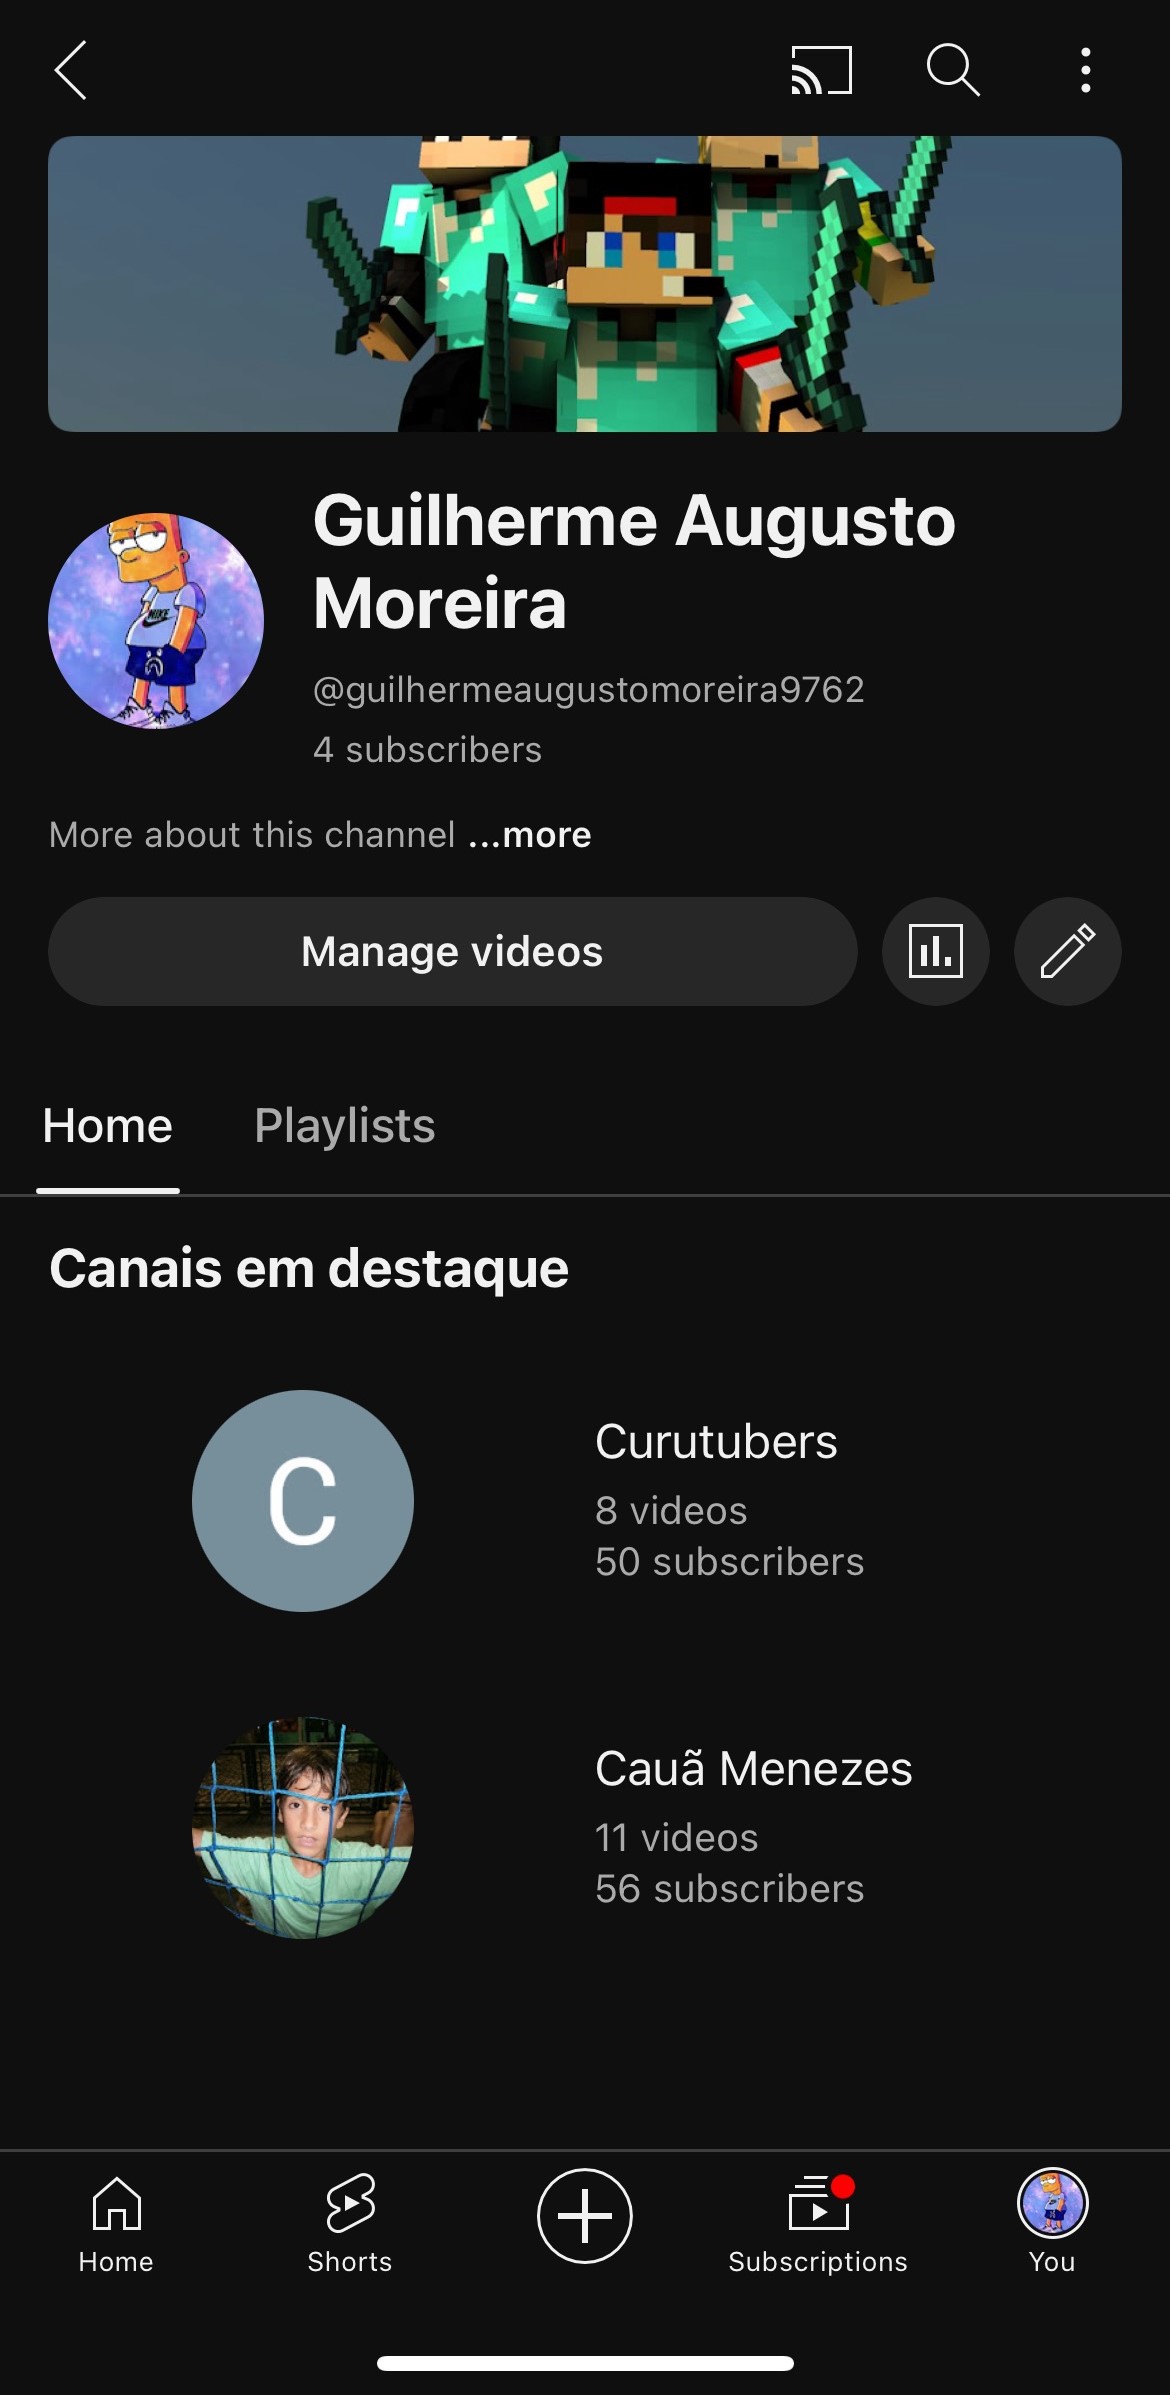 Guilherme Augusto
Moreira
@guilhermeaugustomoreira9762
4 subscribers
More about this channel ...more
Manage videos
Home Playlists
Canais em destaque
C
Curutubers
8 videos
50 subscribers
Cauã Menezes
11 videos
56 subscribers
Home Shorts Subscriptions You